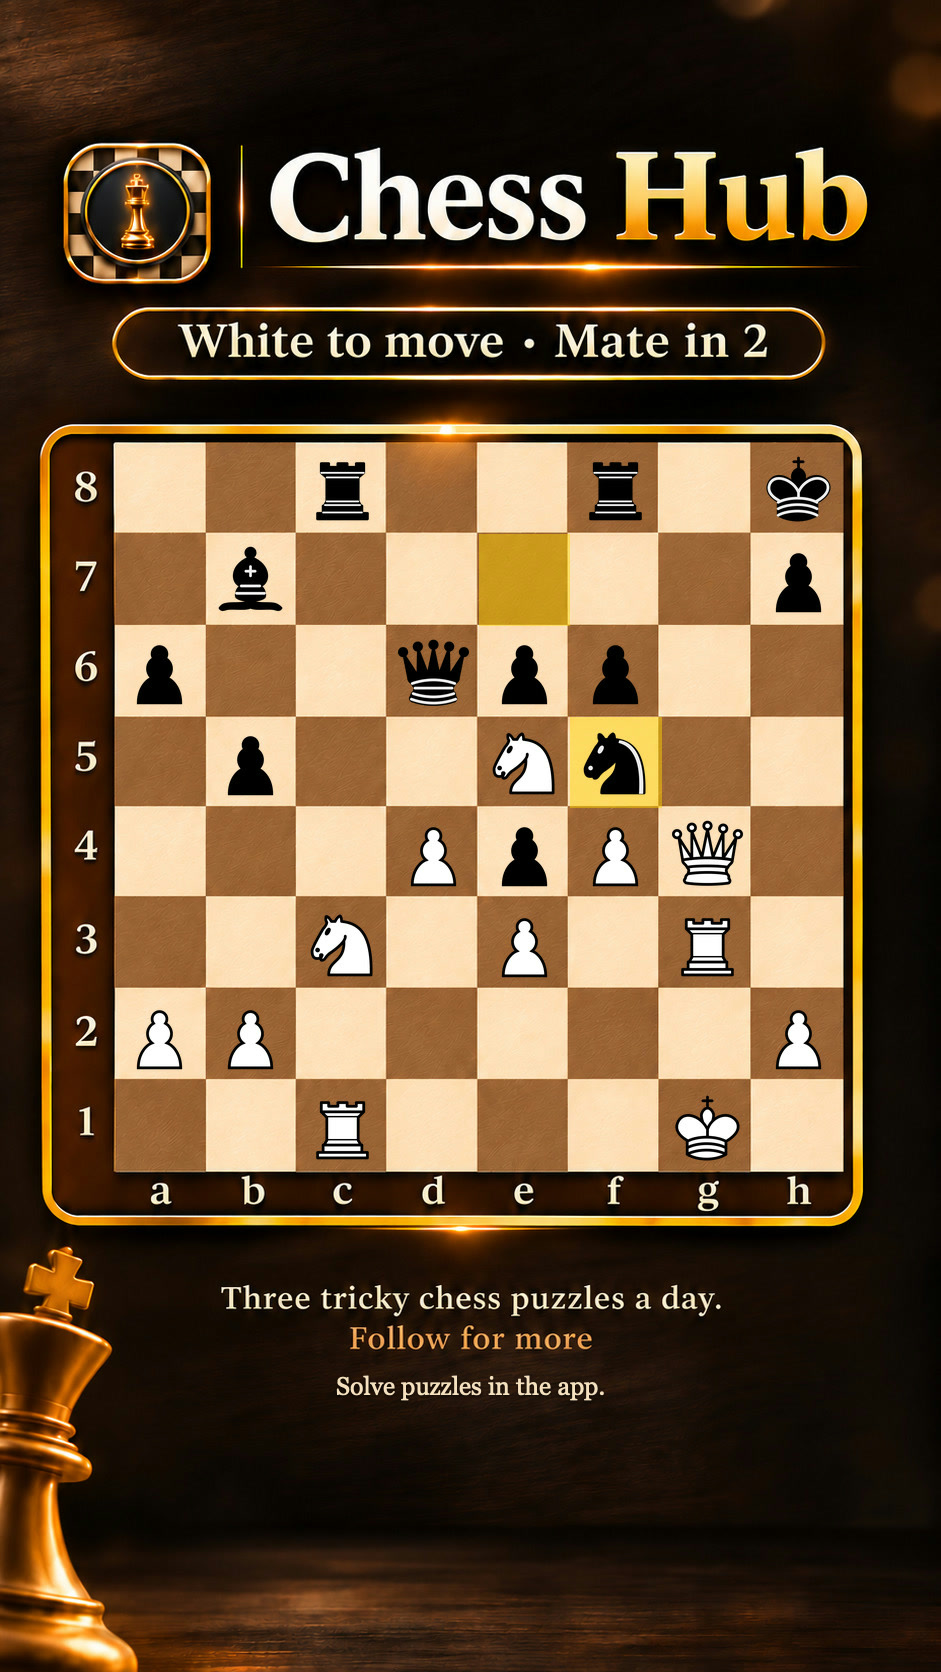 Chess Hub
White to move • Mate in 2
8
7
6
5
4
3
2
1
a b c d e f g h
Three tricky chess puzzles a day.
Follow for more
Solve puzzles in the app.